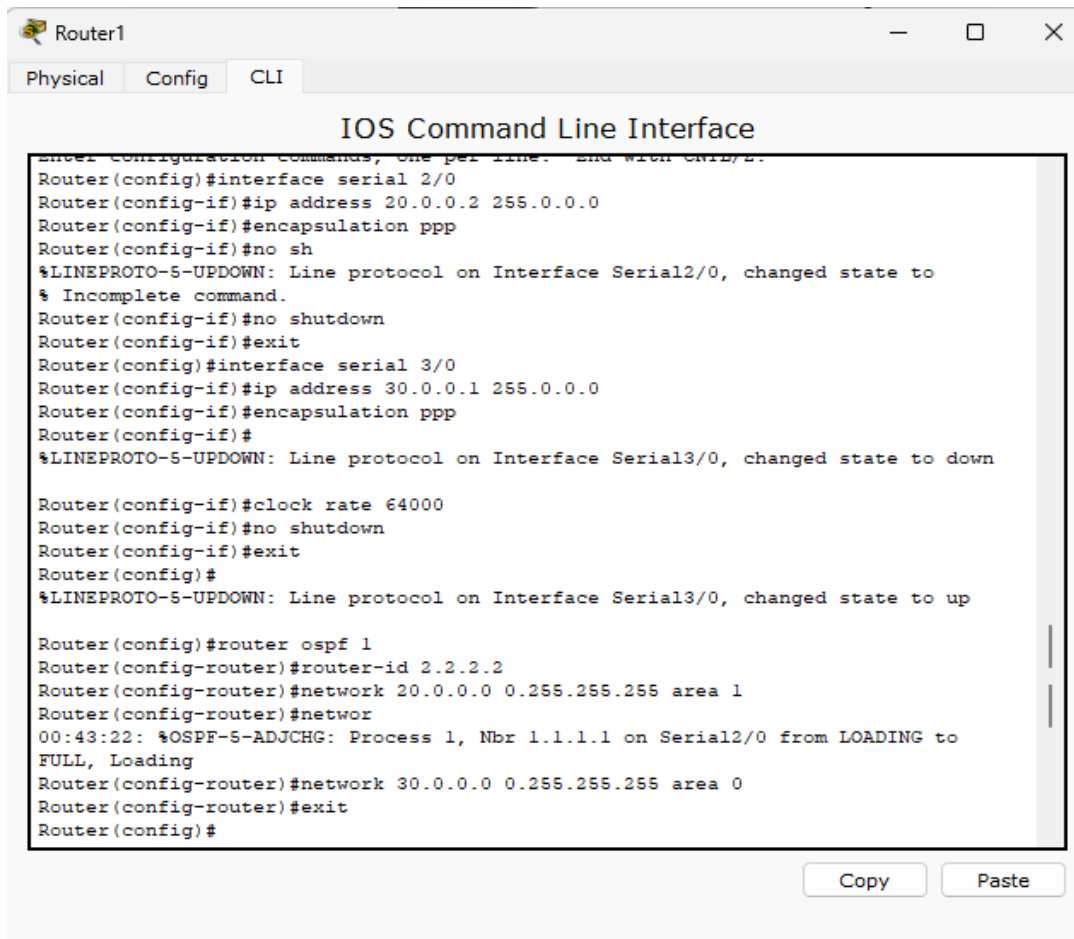 Router1
Physical Config CLI
IOS Command Line Interface
Enter configuration commands, one per line. End with CNTL/Z.
Router(config)#interface serial 2/0
Router(config-if)#ip address 20.0.0.2 255.0.0.0
Router(config-if)#encapsulation ppp
Router(config-if)#no sh
%LINEPROTO-5-UPDOWN: Line protocol on Interface Serial2/0, changed state to
% Incomplete command.
Router(config-if)#no shutdown
Router(config-if)#exit
Router(config)#interface serial 3/0
Router(config-if)#ip address 30.0.0.1 255.0.0.0
Router(config-if)#encapsulation ppp
Router(config-if)#
%LINEPROTO-5-UPDOWN: Line protocol on Interface Serial3/0, changed state to down
Router(config-if)#clock rate 64000
Router(config-if)#no shutdown
Router(config-if)#exit
Router(config)#
%LINEPROTO-5-UPDOWN: Line protocol on Interface Serial3/0, changed state to up
Router(config)#router ospf 1
Router(config-router)#router-id 2.2.2.2
Router(config-router)#network 20.0.0.0 0.255.255.255 area 1
Router(config-router)#networ
00:43:22: %OSPF-5-ADJCHG: Process 1, Nbr 1.1.1.1 on Serial2/0 from LOADING to
FULL, Loading
Router(config-router)#network 30.0.0.0 0.255.255.255 area 0
Router(config-router)#exit
Router(config)#
Copy Paste